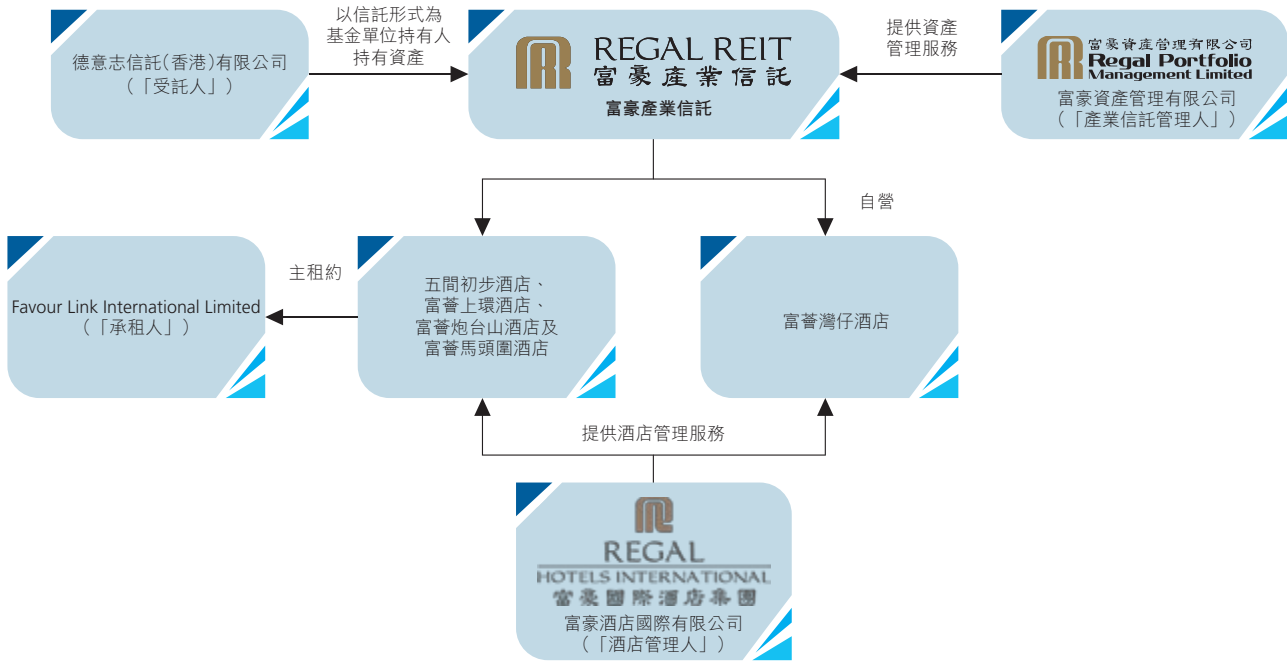 德意志信託(香港)有限公司
(「受託人」)
以信託形式為
基金單位持有人
持有資產
REGAL REIT
富豪產業信託
富豪產業信託
提供資產
管理服務
富豪資產管理有限公司
Regal Portfolio
Management Limited
富豪資產管理有限公司
(「產業信託管理人」)
自營
Favour Link International Limited
(「承租人」)
主租約
五間初步酒店、
富薈上環酒店、
富薈炮台山酒店及
富薈馬頭圍酒店
富薈灣仔酒店
提供酒店管理服務
REGAL
HOTELS INTERNATIONAL
富豪國際酒店集團
富豪酒店國際有限公司
(「酒店管理人」)